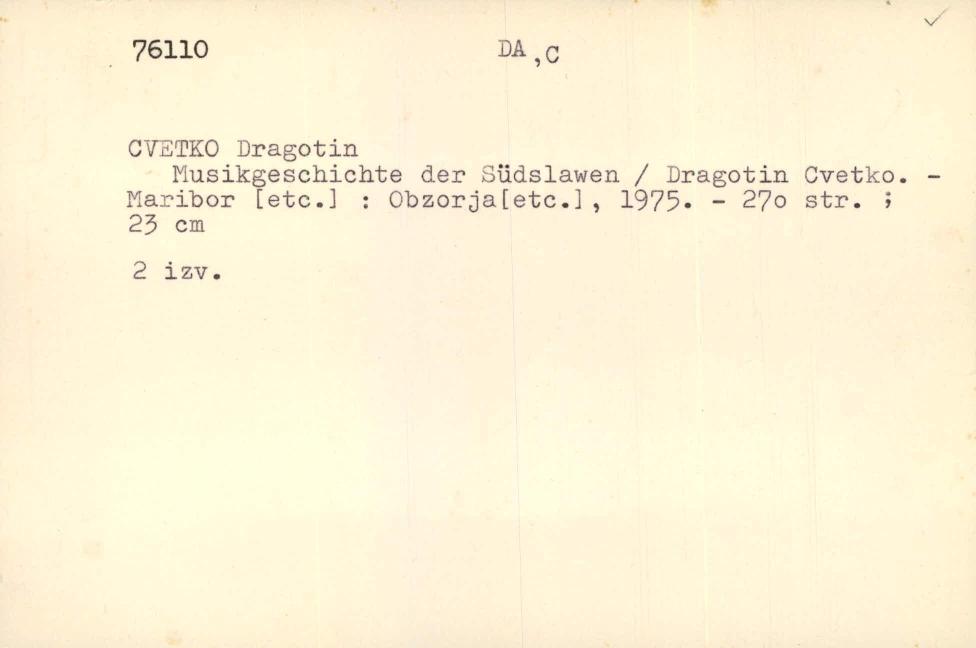 76110 DA ,C
CVETKO Dragotin
Musikgeschichte der Südslawen / Dragotin Cvetko. -
Maribor [etc.] : Obzorja[etc.], 1975. - 27o str. ;
23 cm
2 izv.